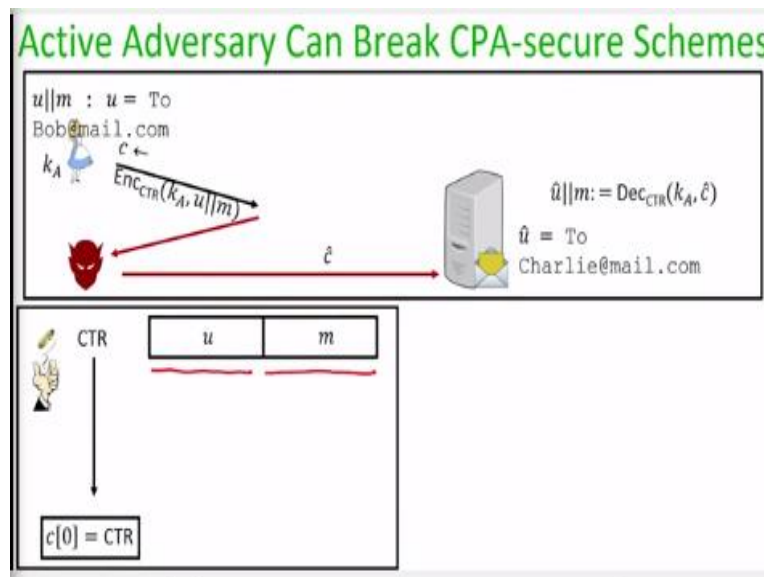 Active Adversary Can Break CPA-secure Schemes
u||m : u = To
Bob@mail.com
k_A
c ←
Enc_CTR(k_A, u||m)
ĉ
û||m: = Dec_CTR(k_A, ĉ)
û = To
Charlie@mail.com
CTR
u
m
c[0] = CTR